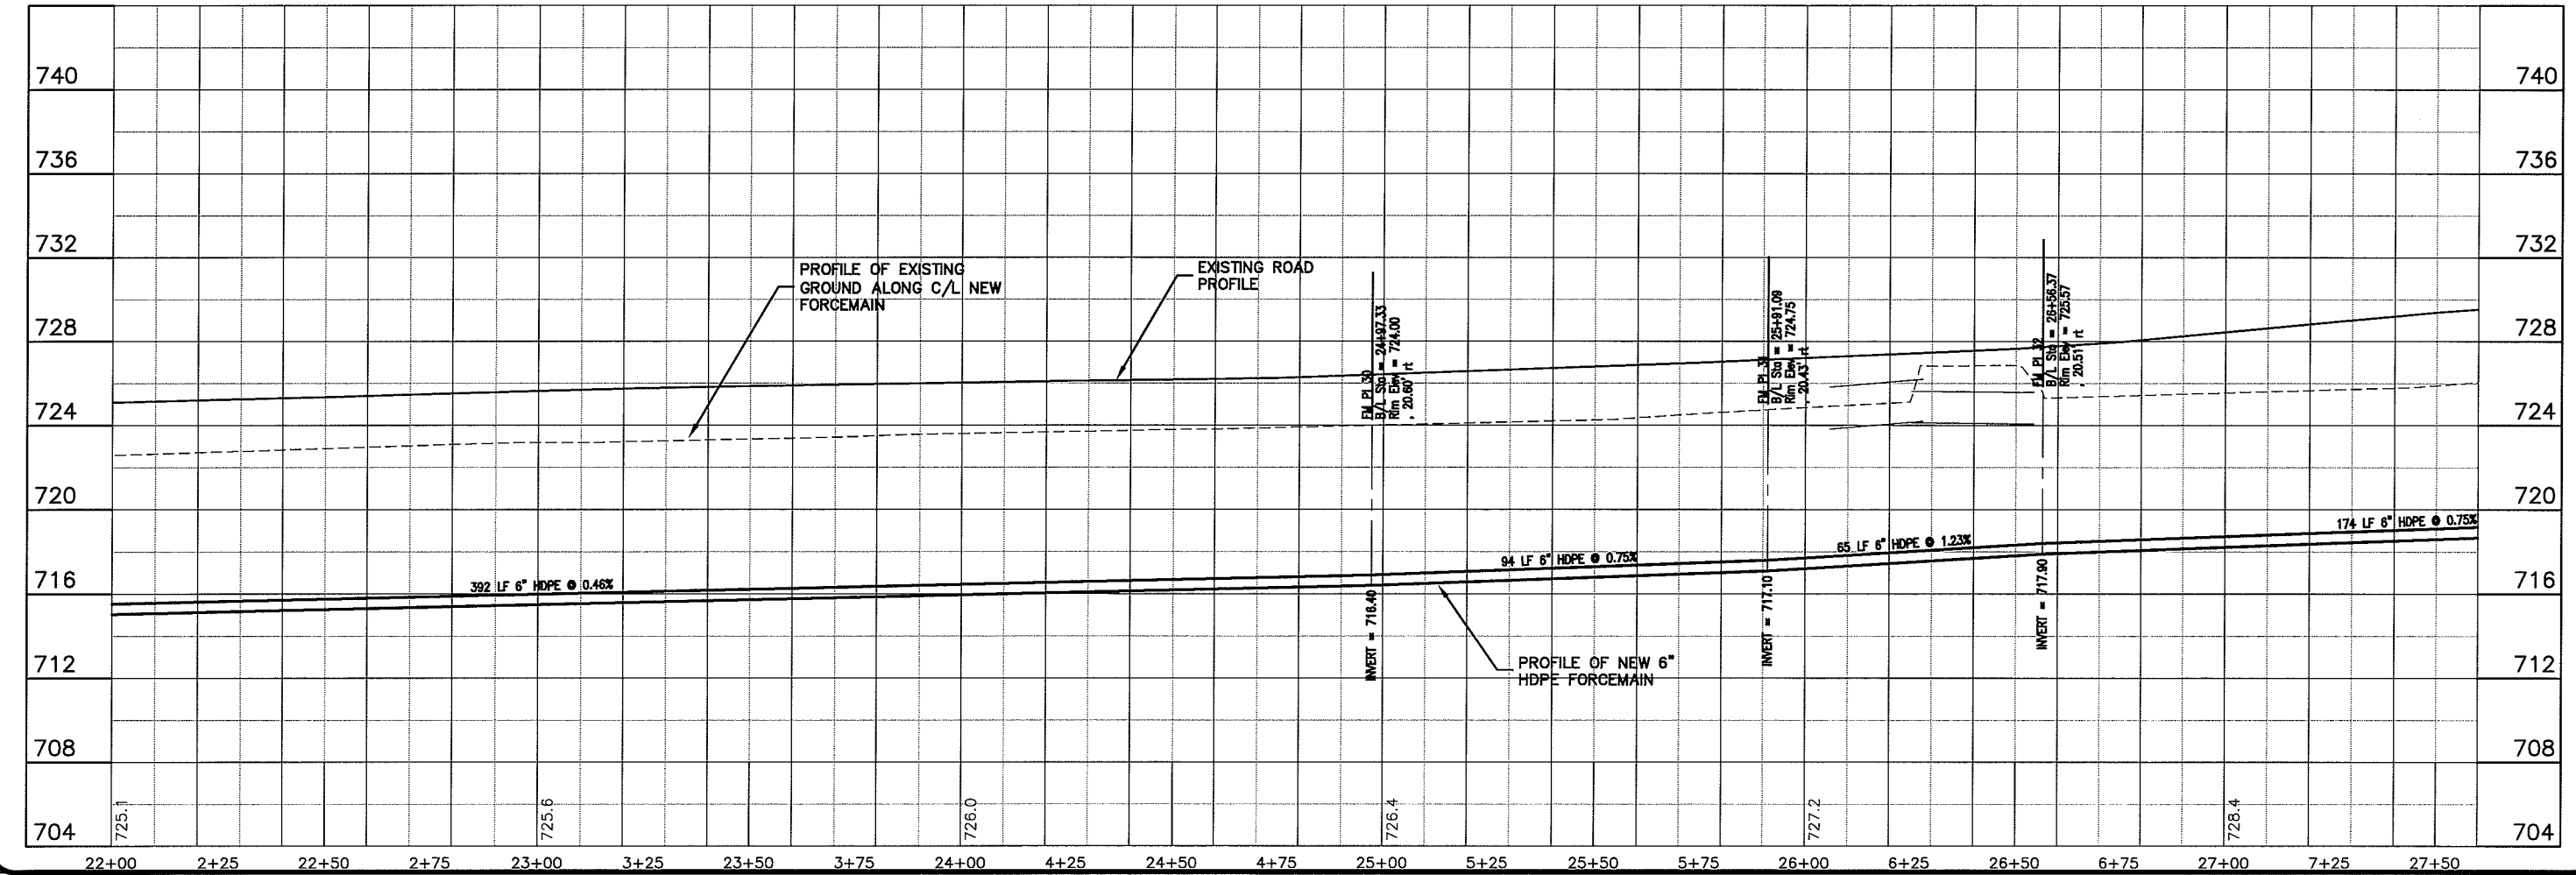 740
740
736
736
732
732
PROFILE OF EXISTING
GROUND ALONG C/L NEW
FORCEMAIN
EXISTING ROAD
PROFILE
728
728
FM PI 30
B/L Sta = 24+97.33
Rim Elev = 724.00
, 20.60' rt
FM PI 31
B/L Sta = 25+91.09
Rim Elev = 724.75
, 20.43' rt
FM PI 32
B/L Sta = 26+56.37
Rim Elev = 725.57
, 20.51' rt
724
724
720
720
392 LF 6" HDPE @ 0.46%
94 LF 6" HDPE @ 0.75%
65 LF 6" HDPE @ 1.23%
174 LF 6" HDPE @ 0.75%
716
716
INVERT = 716.40
INVERT = 717.10
INVERT = 717.90
PROFILE OF NEW 6"
HDPE FORCEMAIN
712
712
708
708
704
704
725.1
725.6
726.0
726.4
727.2
728.4
22+00 2+25 22+50 2+75 23+00 3+25 23+50 3+75 24+00 4+25 24+50 4+75 25+00 5+25 25+50 5+75 26+00 6+25 26+50 6+75 27+00 7+25 27+50